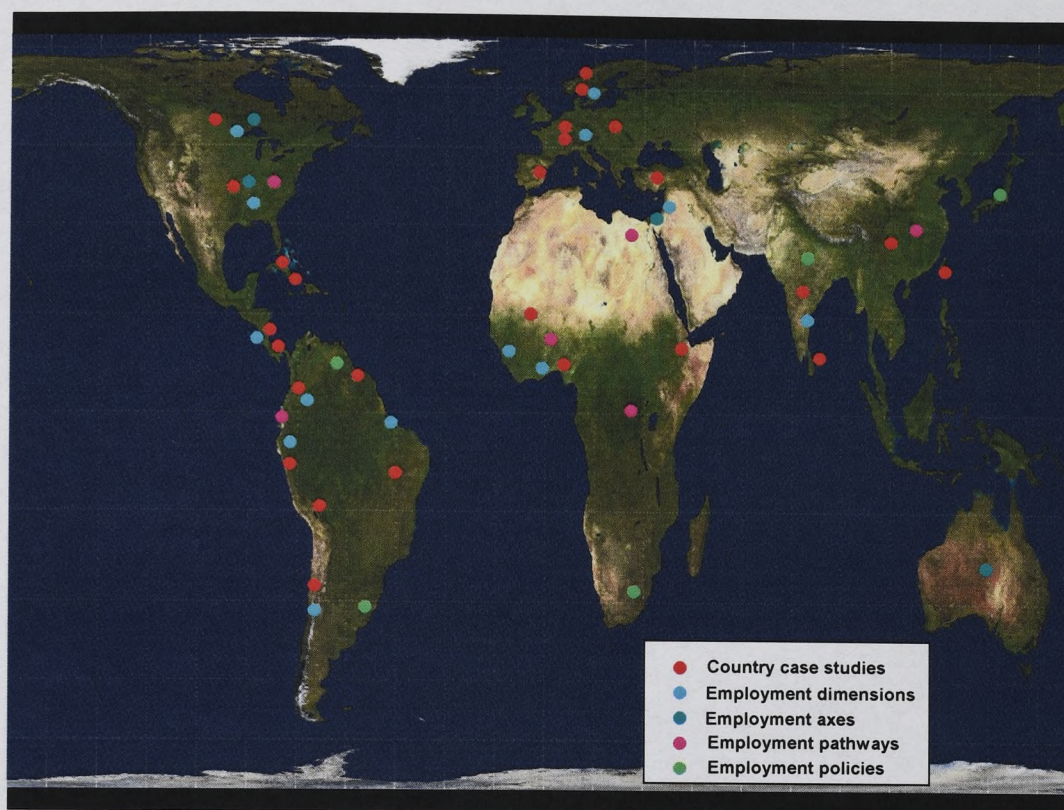 Country case studies
Employment dimensions
Employment axes
Employment pathways
Employment policies